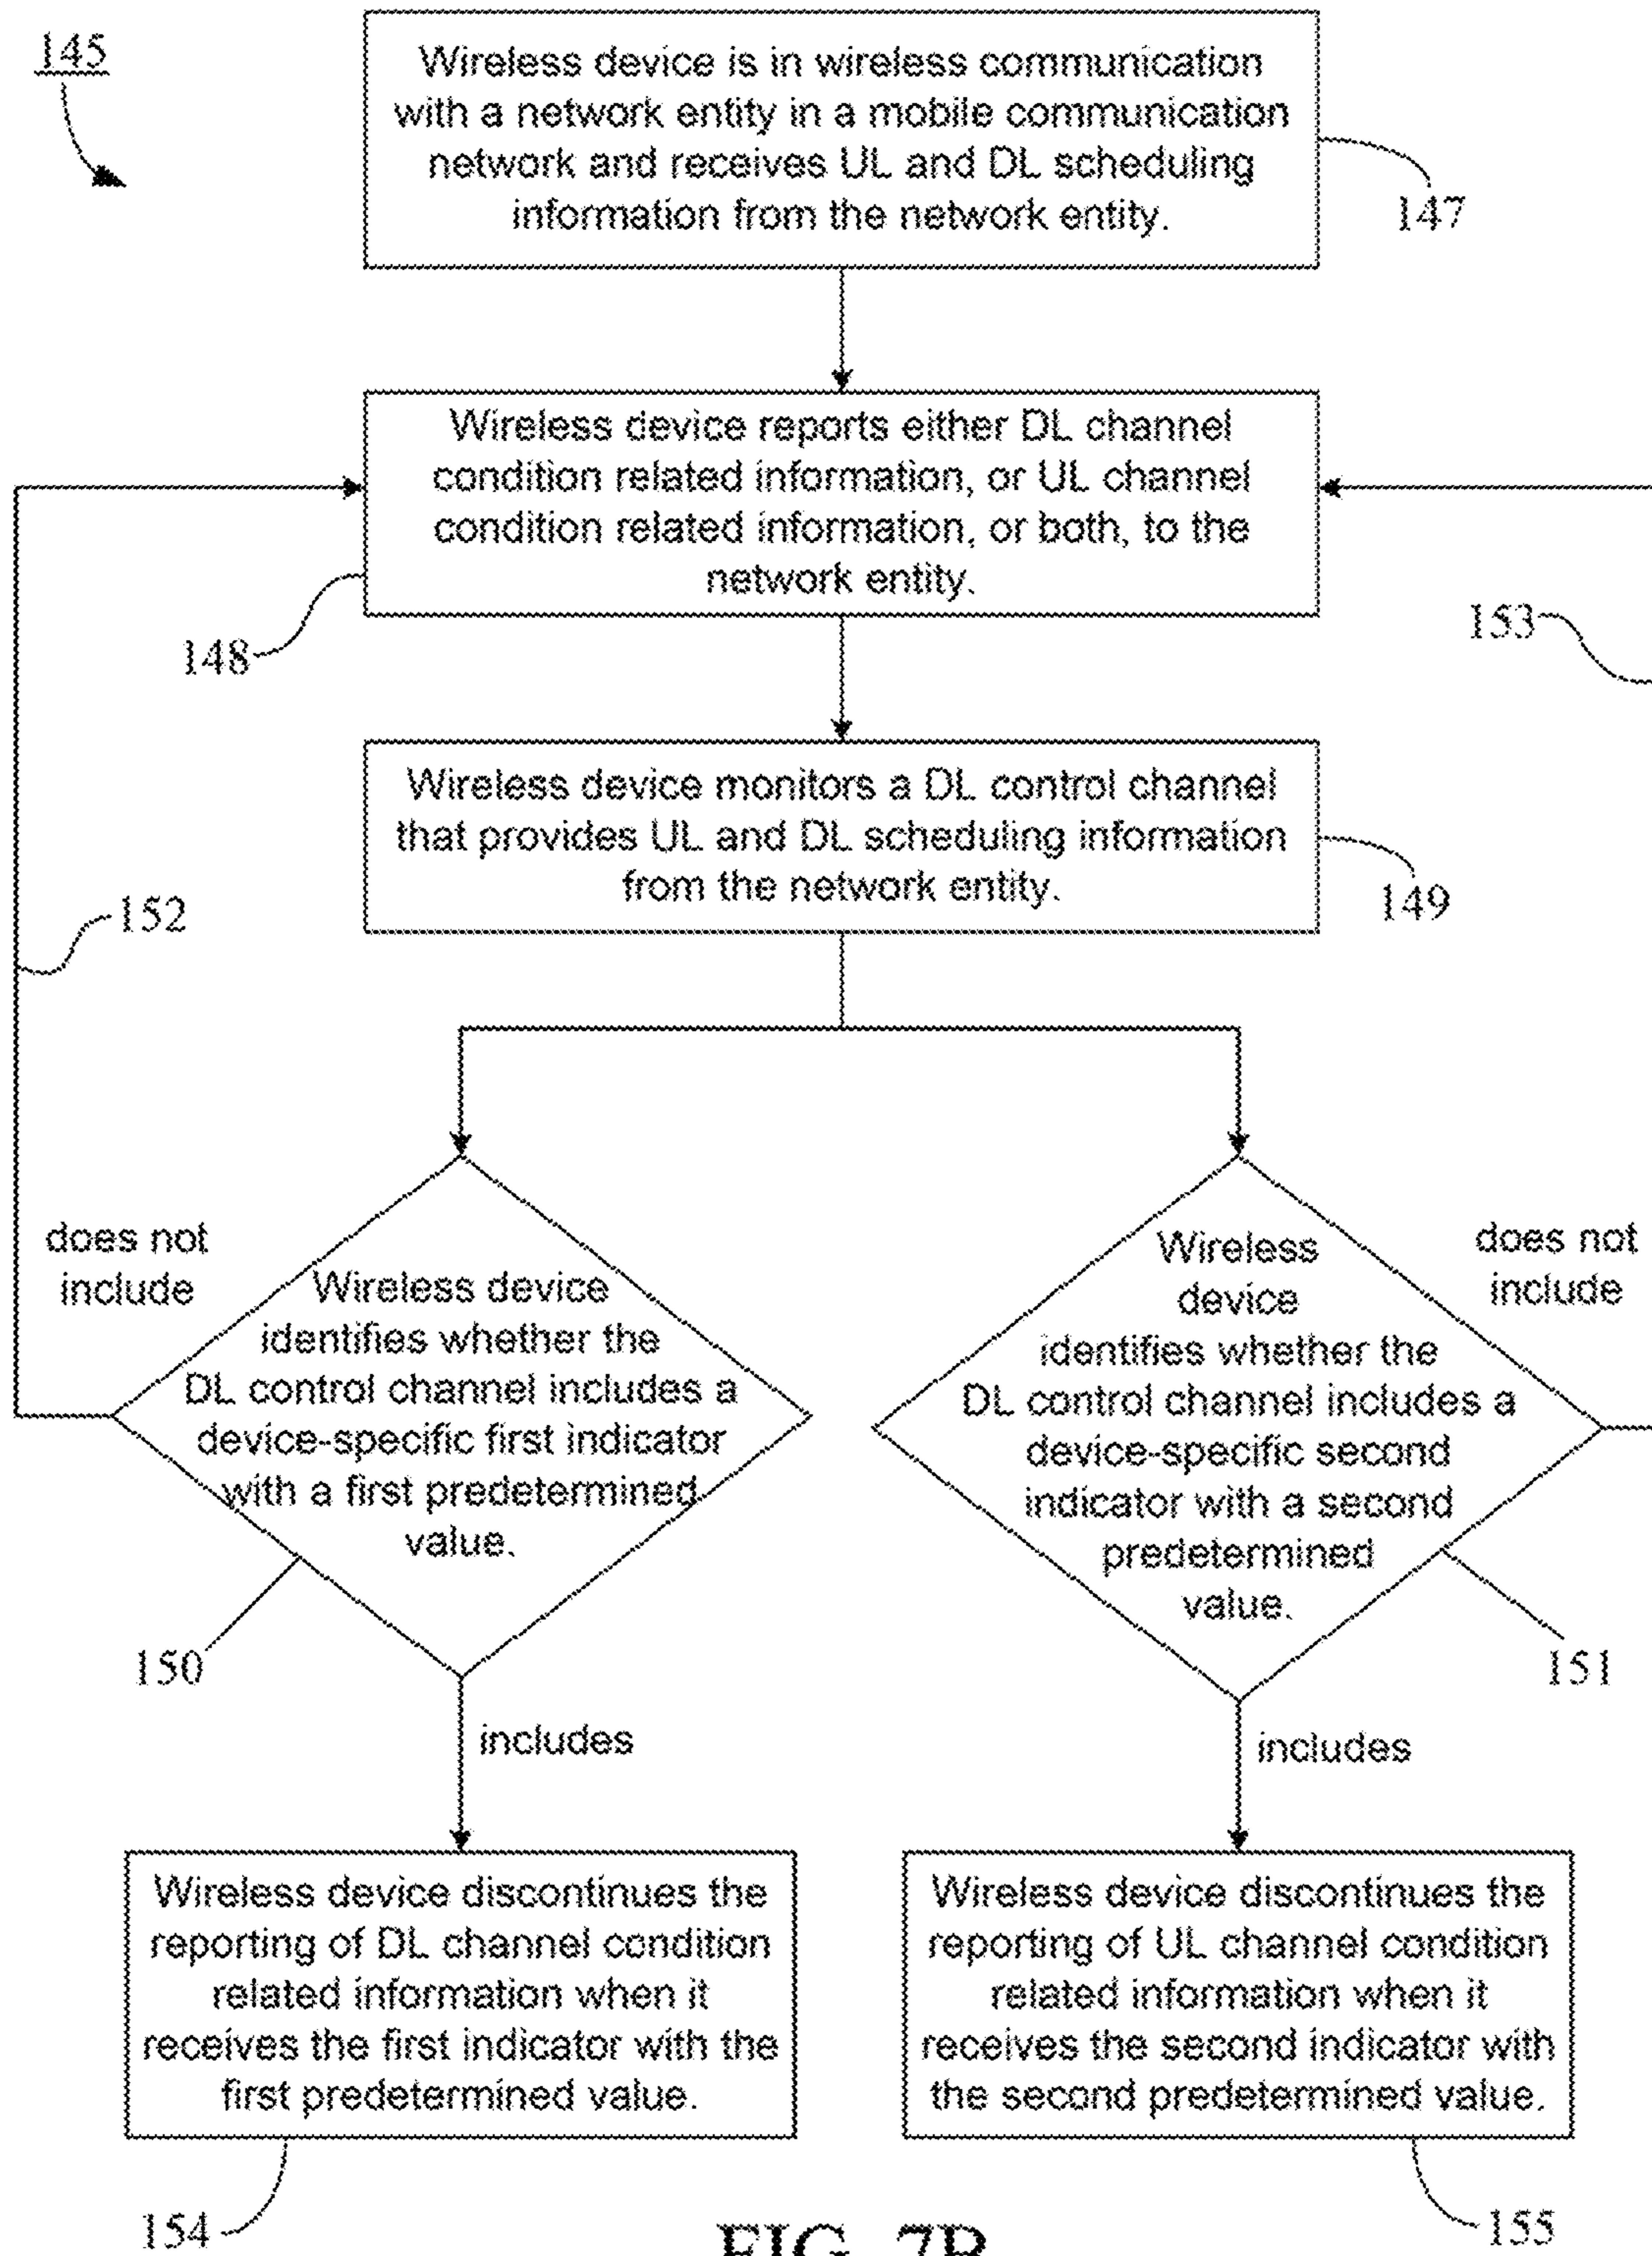 145
Wireless device is in wireless communication
with a network entity in a mobile communication
network and receives UL and DL scheduling
information from the network entity.
147
Wireless device reports either DL channel
condition related information, or UL channel
condition related information, or both, to the
network entity.
148
153
Wireless device monitors a DL control channel
that provides UL and DL scheduling information
from the network entity.
149
152
does not
include
Wireless device
identifies whether the
DL control channel includes a
device-specific first indicator
with a first predetermined
value.
150
Wireless
device
identifies whether the
DL control channel includes a
device-specific second
indicator with a second
predetermined
value.
does not
include
151
includes
includes
Wireless device discontinues the
reporting of DL channel condition
related information when it
receives the first indicator with the
first predetermined value.
154
Wireless device discontinues the
reporting of UL channel condition
related information when it
receives the second indicator with
the second predetermined value.
155
FIG. 7B